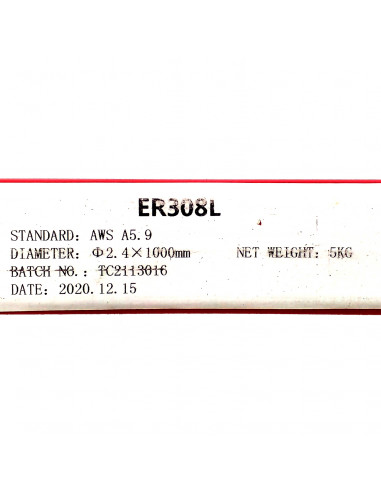 ER308L
STANDARD: AWS A5.9
DIAMETER: Φ2.4×1000mm NET WEIGHT: 5KG
BATCH NO.: TC2113016
DATE: 2020.12.15